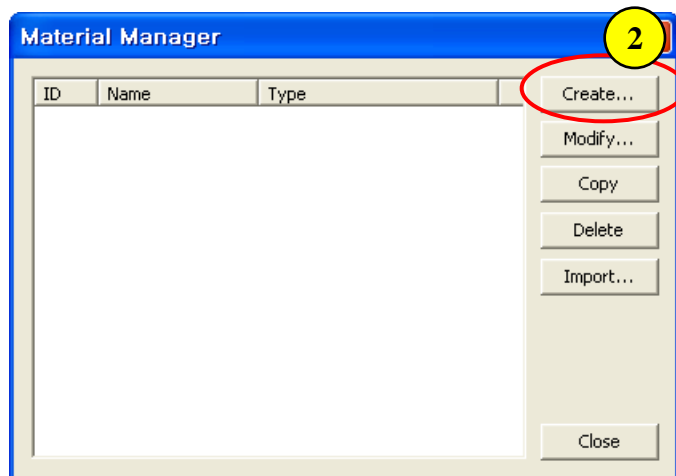 Material Manager
2
ID Name Type
Create...
Modify...
Copy
Delete
Import...
Close